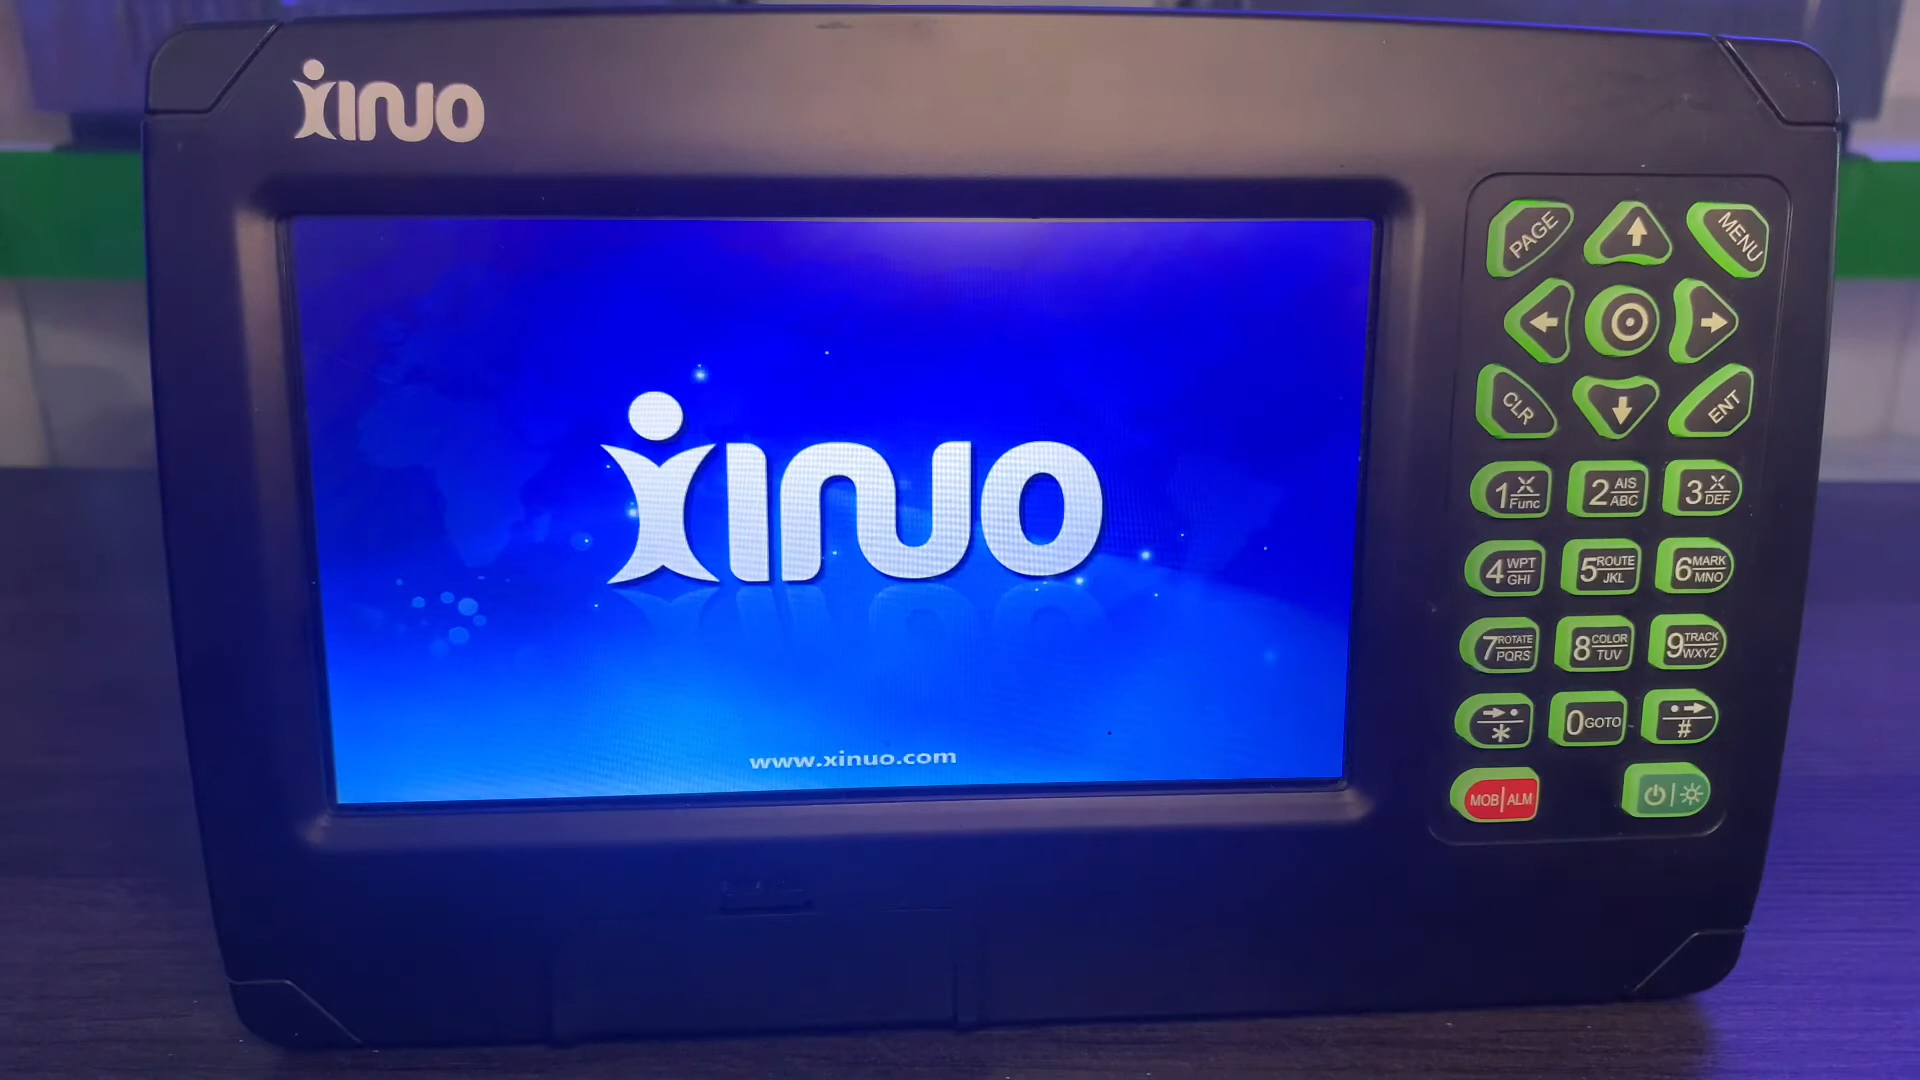 xinuo
xinuo
www.xinuo.com
PAGE
MENU
CLR
ENT
1 Func
2 AIS ABC
3 DEF
4 WPT GHI
5 ROUTE JKL
6 MARK MNO
7 ROTATE PQRS
8 COLOR TUV
9 TRACK WXYZ
*
0 GOTO
#
MOB|ALM